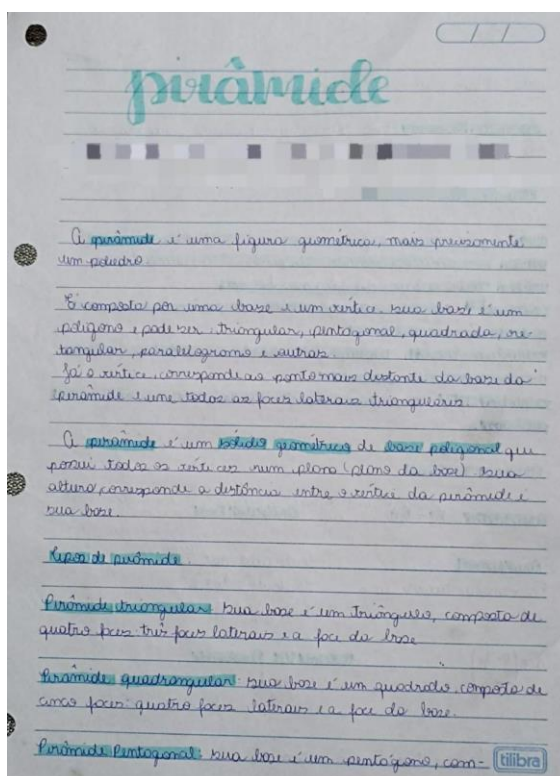 / /
pirâmide
A pirâmide é uma figura geométrica, mais precisamente
um poliedro.
É composta por uma base e um vértice, sua base é um
polígono e pode ser: triangular, pentagonal, quadrada, re-
tangular, paralelogramo e outras.
Já o vértice, corresponde ao ponto mais distante da base da
pirâmide e une todas as faces laterais triangulares.
A pirâmide é um sólido geométrico de base poligonal que
possui todos os vértices num plano (plano da base) sua
altura corresponde a distância entre o vértice da pirâmide e
sua base.
Tipos de pirâmide.
Pirâmide triangular: sua base é um triângulo, composta de
quatro faces: três faces laterais e a face da base
Pirâmide quadrangular: sua base é um quadrado, composta de
cinco faces: quatro faces laterais e a face da base.
Pirâmide Pentagonal: sua base é um pentágono, com-
tilibra